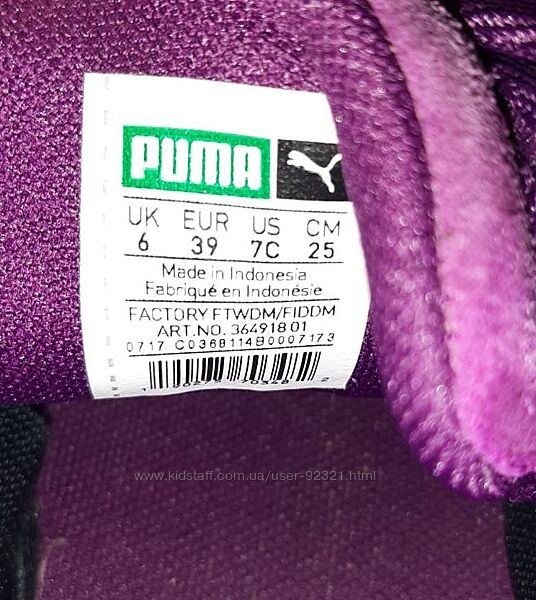 PUMA
UK EUR US CM
6 39 7C 25
Made in Indonesia
Fabriqué en Indonésie
FACTORY FTWDM/FIDDM
ART.NO. 364918 01
0717 C0368114B0007173
www.kidstaff.com.ua/user-92321.html